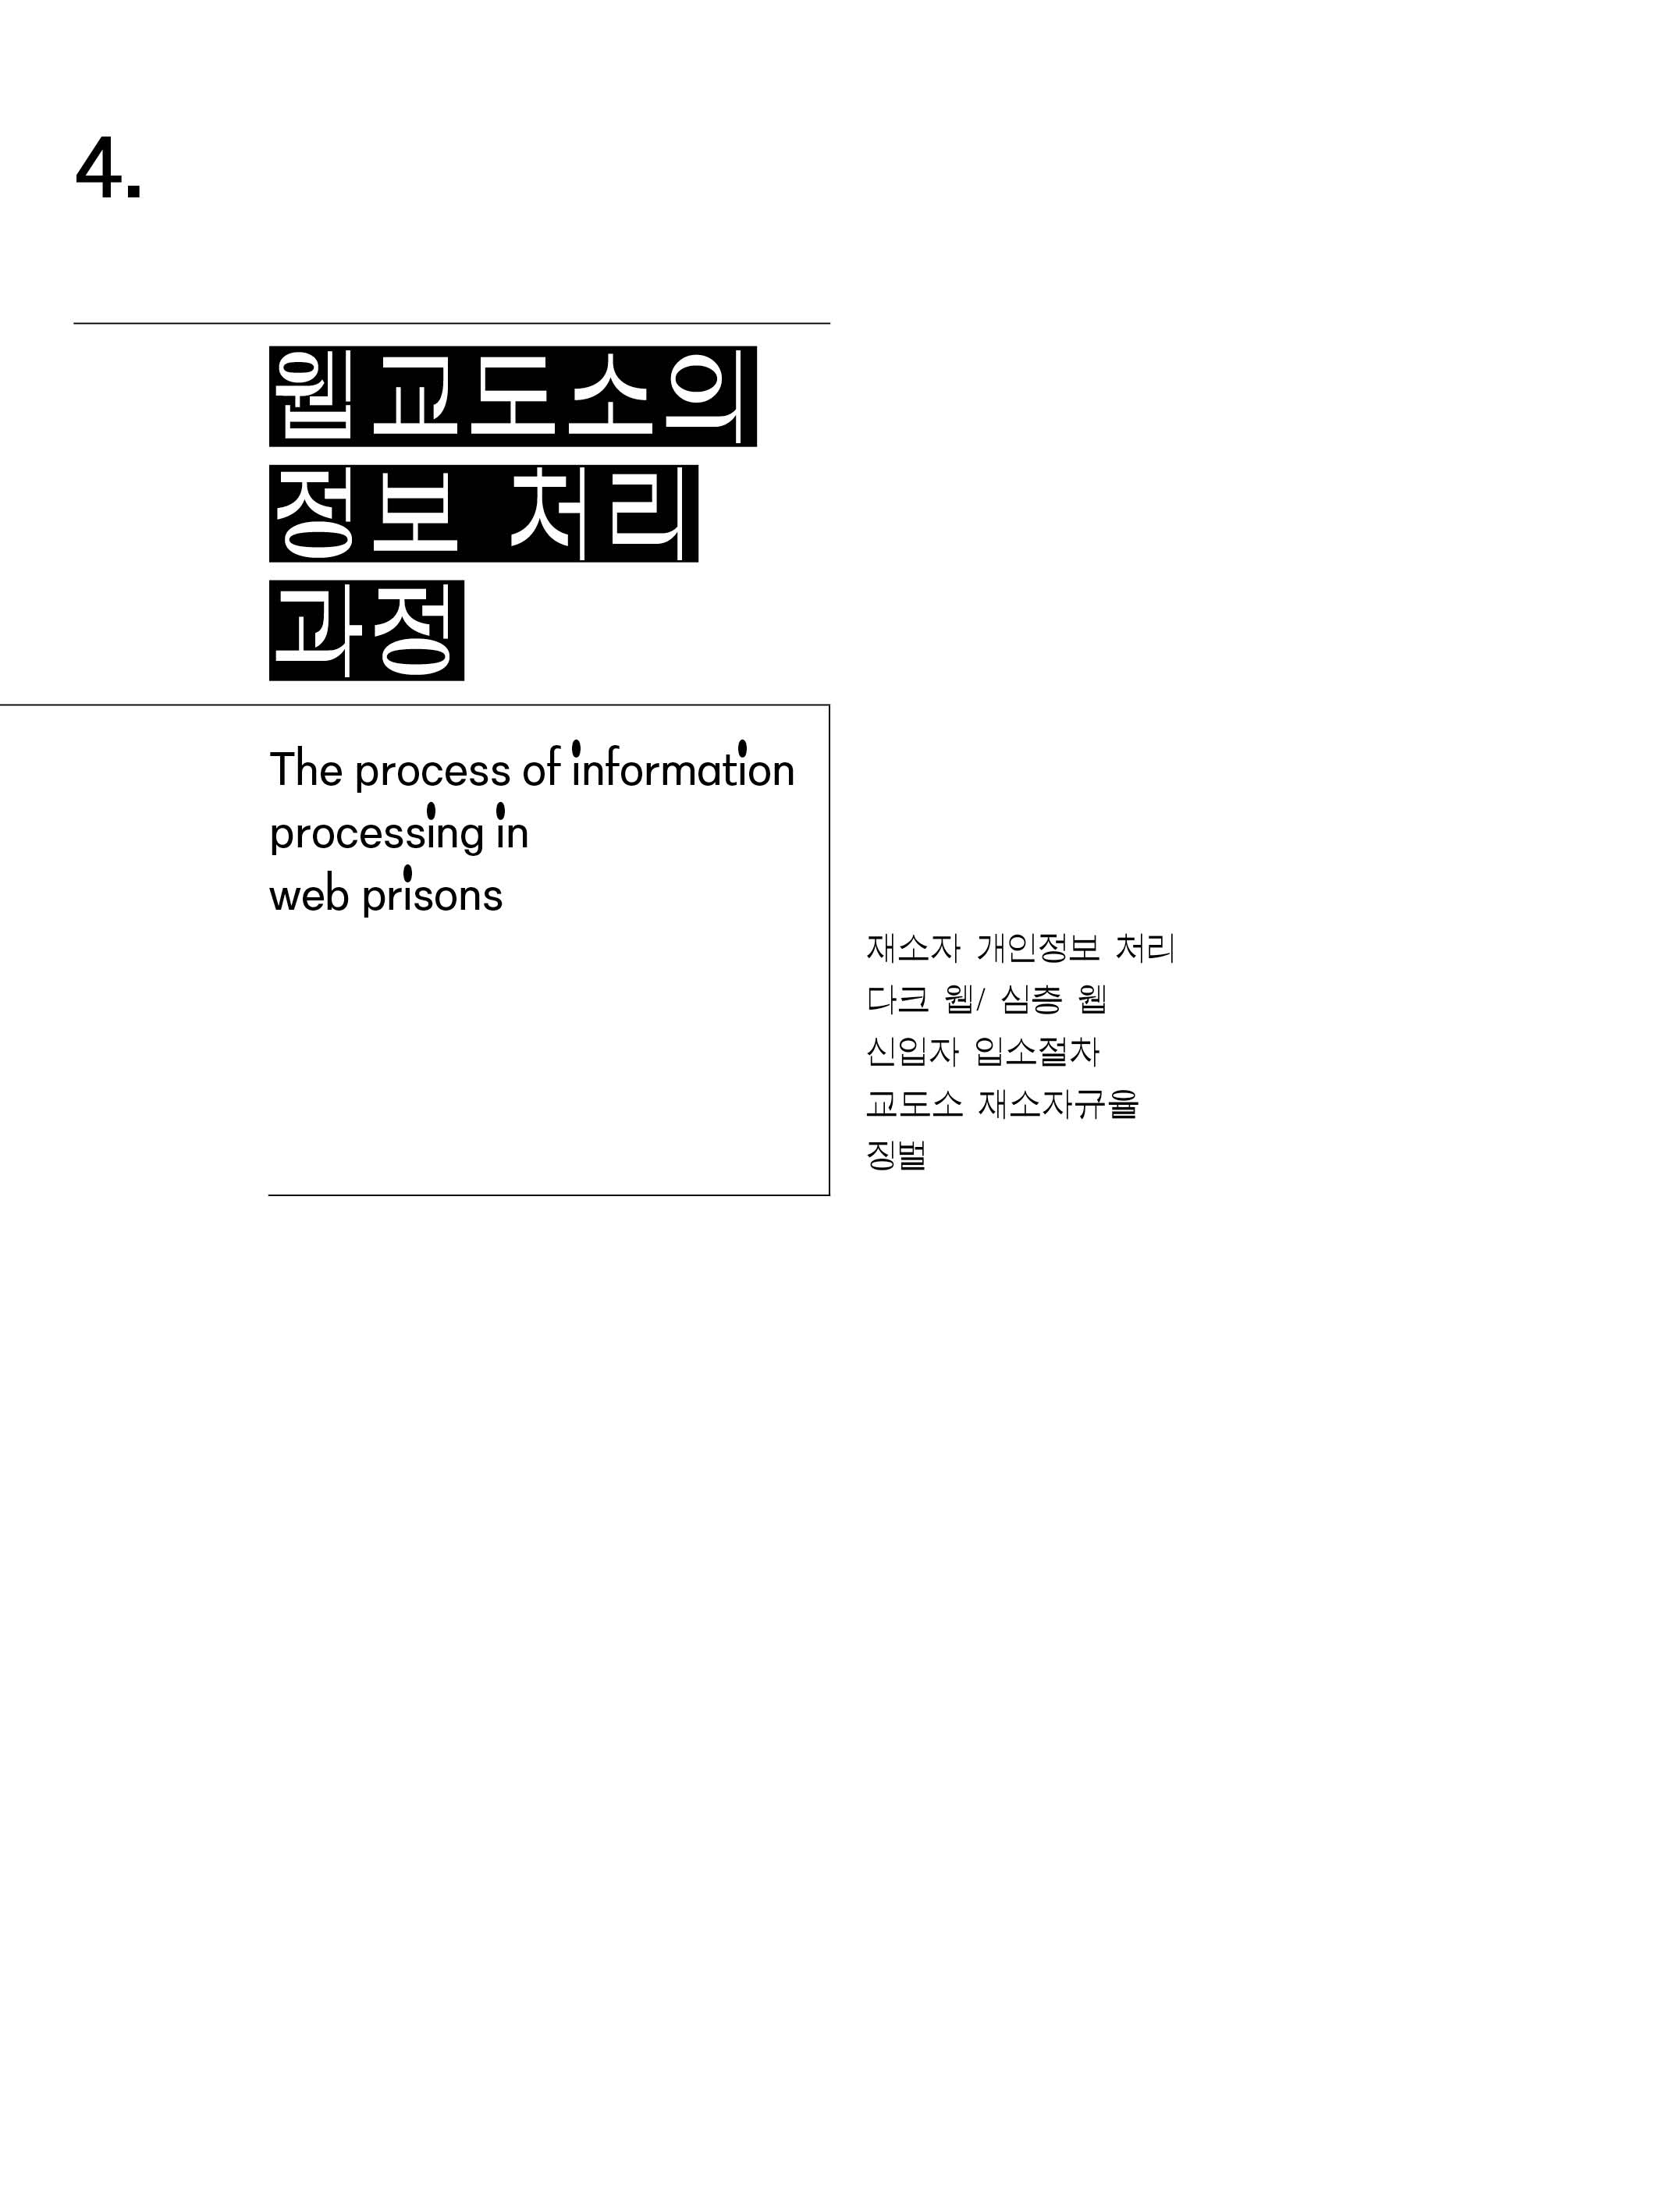 4.
웹교도소의
정보 처리
과정
The process of information
processing in
web prisons
재소자 개인정보 처리
다크 웹/ 심층 웹
신입자 입소절차
교도소 재소자규율
징벌